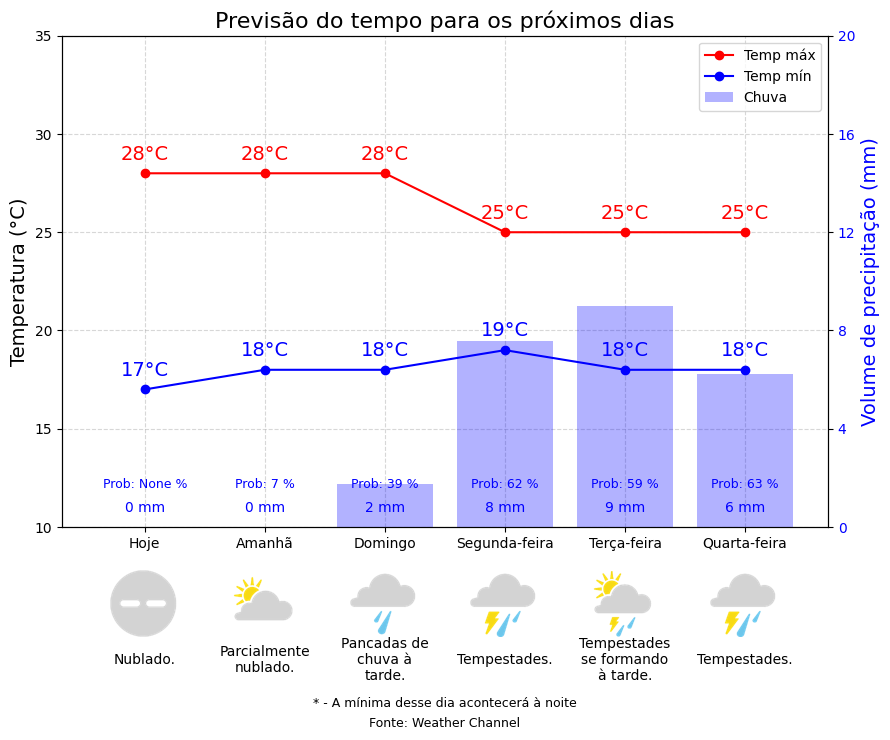 Previsão do tempo para os próximos dias
35
30
25
20
15
10
Temperatura (°C)
20
16
12
8
4
0
Volume de precipitação (mm)
Temp máx
Temp mín
Chuva
28°C 28°C 28°C 25°C 25°C 25°C
17°C 18°C 18°C 19°C 18°C 18°C
Prob: None % Prob: 7 % Prob: 39 % Prob: 62 % Prob: 59 % Prob: 63 %
0 mm 0 mm 2 mm 8 mm 9 mm 6 mm
Hoje Amanhã Domingo Segunda-feira Terça-feira Quarta-feira
Nublado.
Parcialmente
nublado.
Pancadas de
chuva à
tarde.
Tempestades.
Tempestades
se formando
à tarde.
Tempestades.
* - A mínima desse dia acontecerá à noite
Fonte: Weather Channel